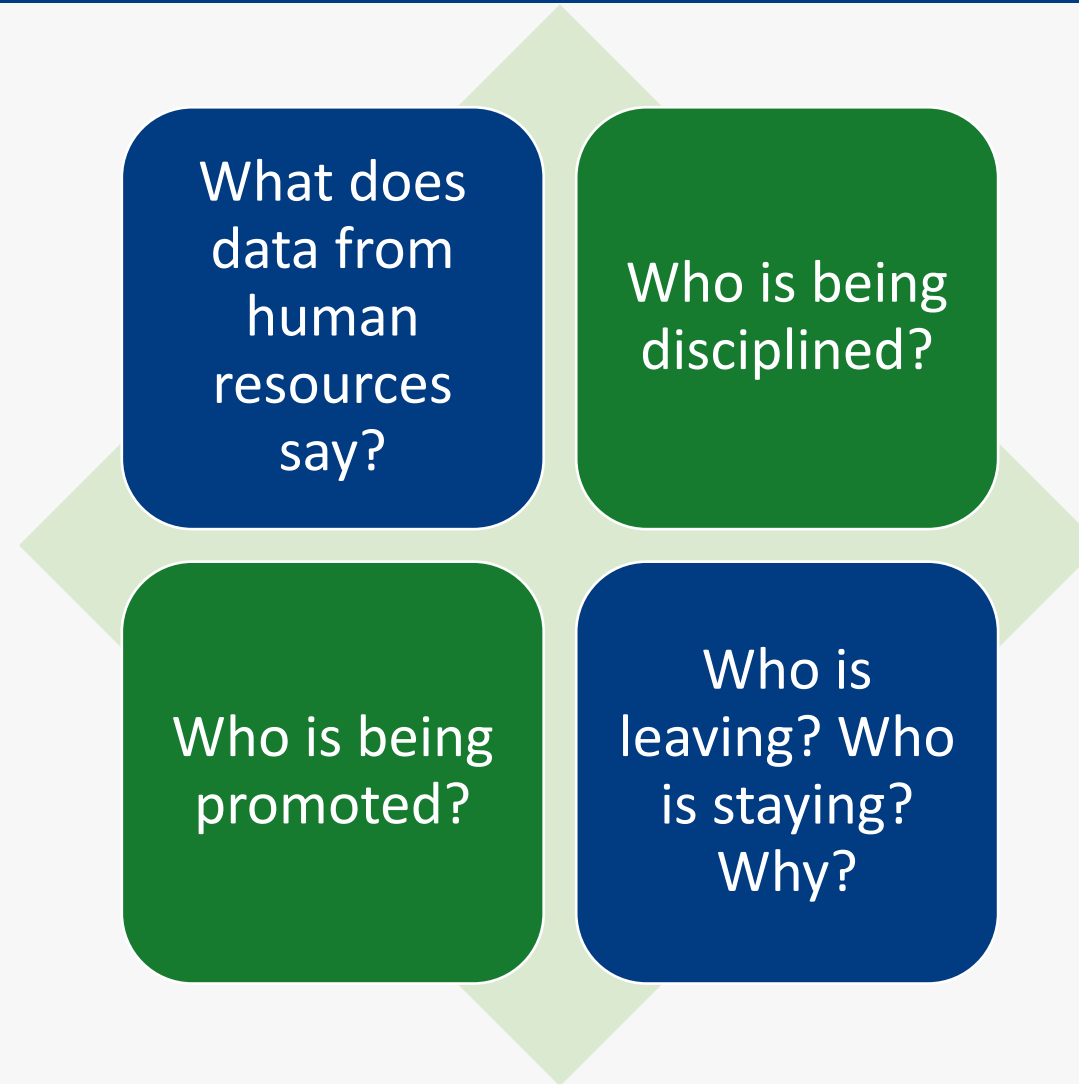 What does
data from
human
resources
say?
Who is being
disciplined?
Who is being
promoted?
Who is
leaving? Who
is staying?
Why?